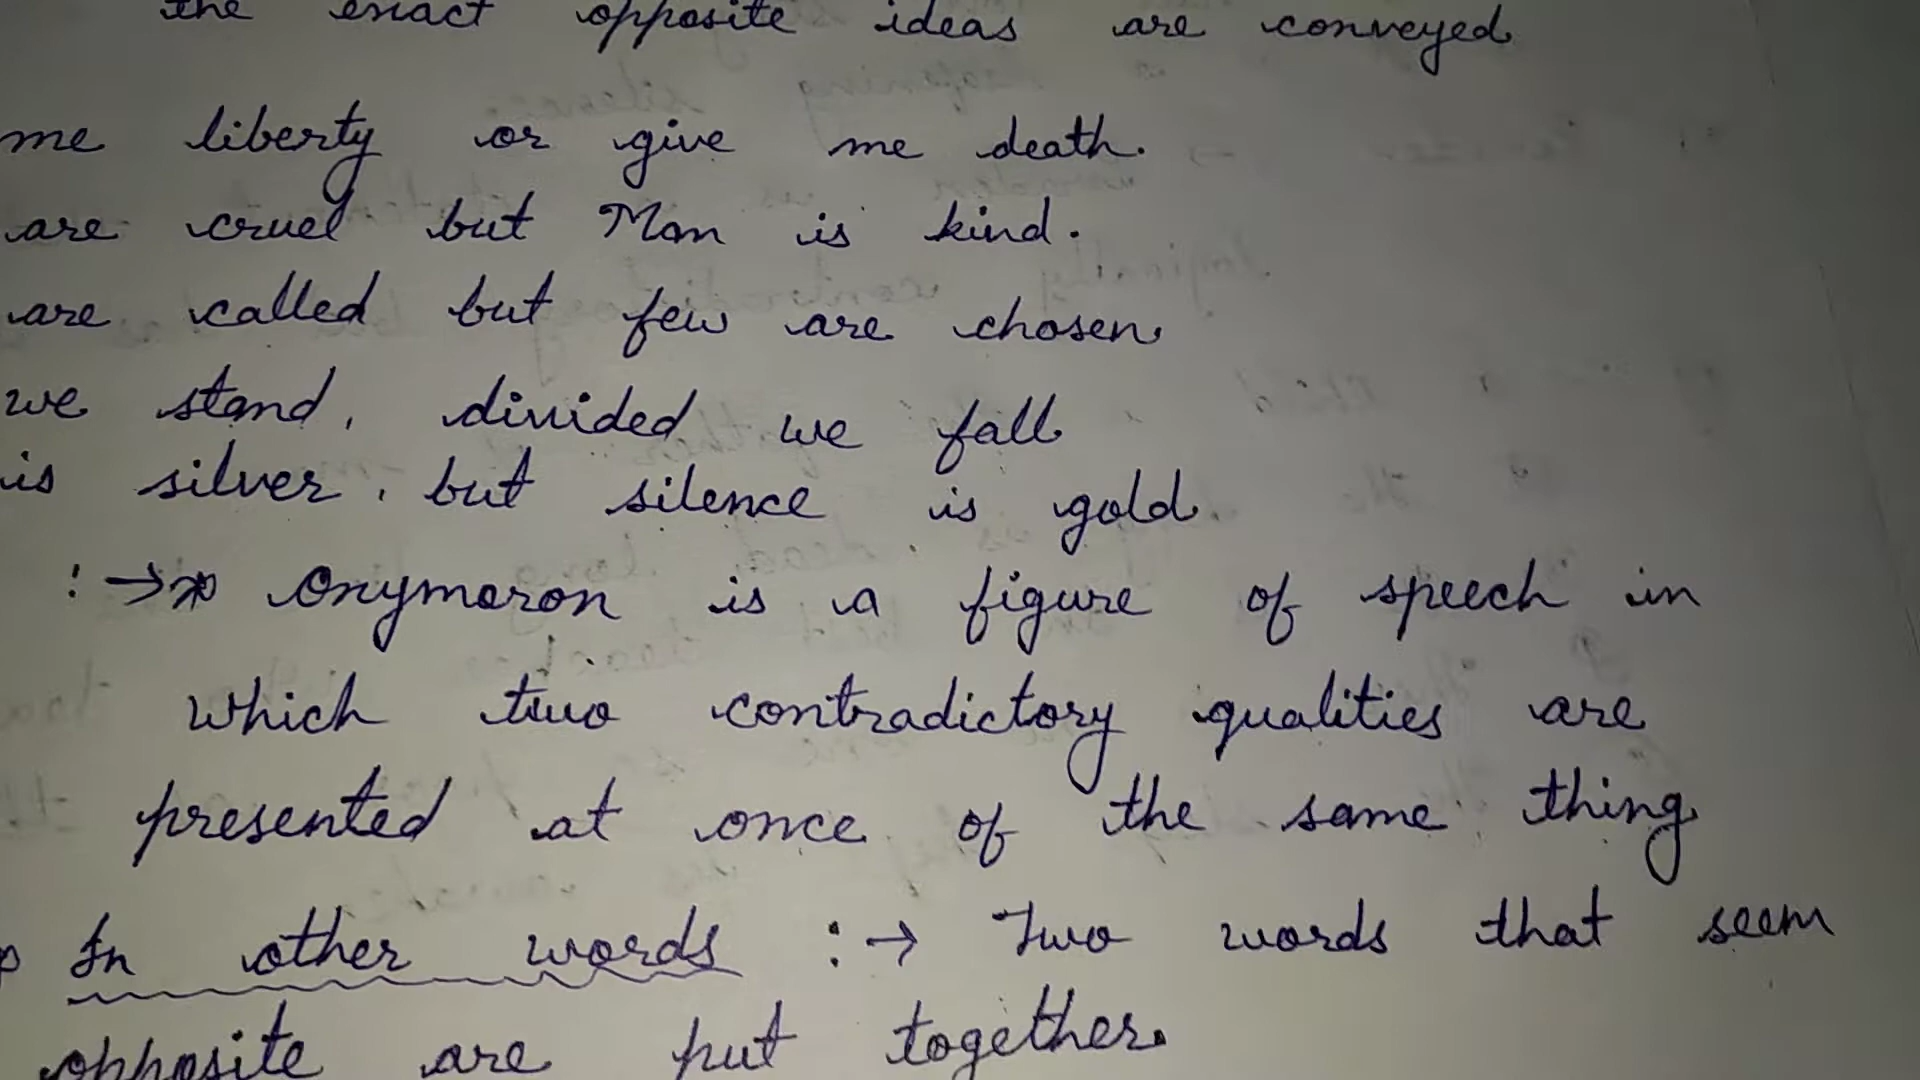 the exact opposite ideas are conveyed
me liberty or give me death.
are cruel but Man is kind.
are called but few are chosen
we stand, divided we fall
is silver, but silence is gold
:→* Oxymoron is a figure of speech in
which two contradictory qualities are
presented at once of the same thing
In other words :→ Two words that seem
opposite are put together.